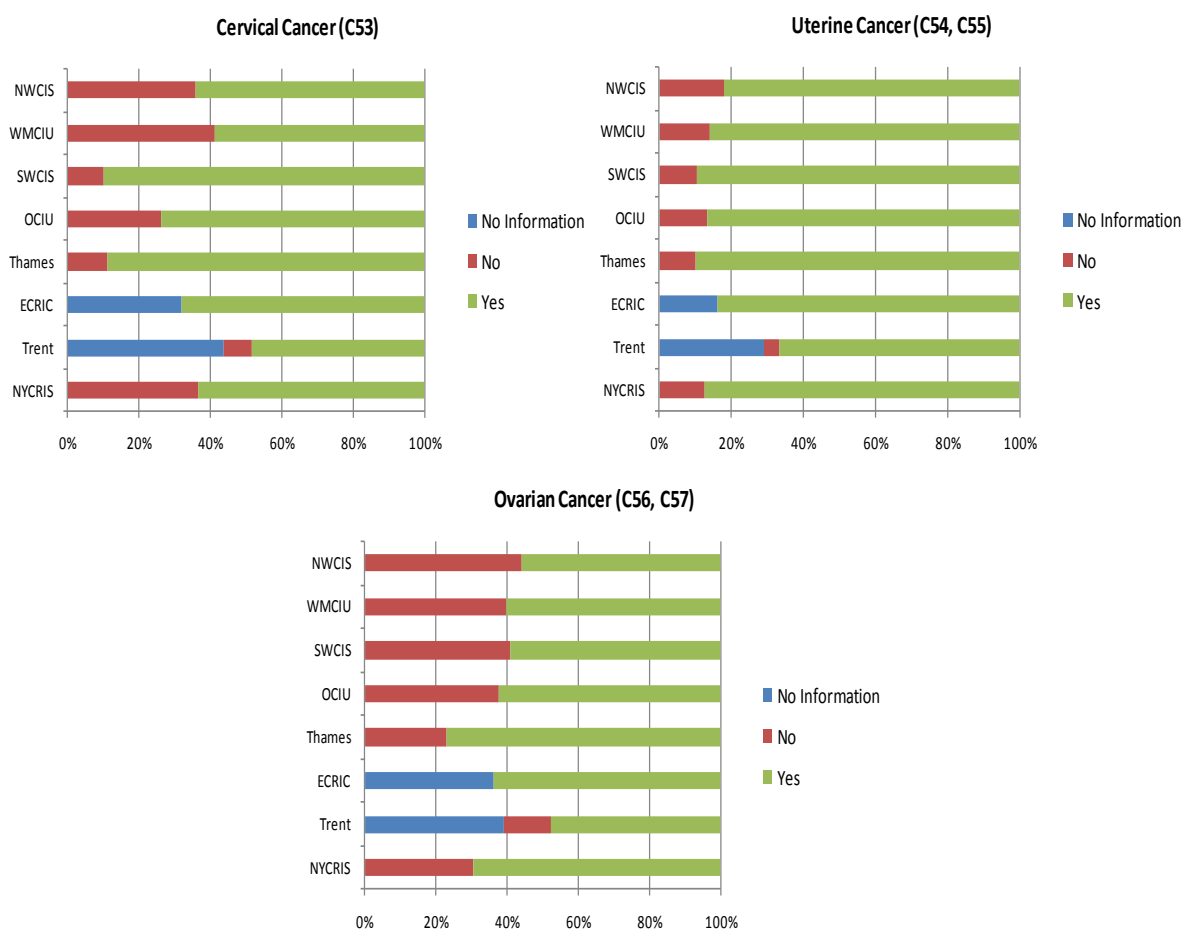 Cervical Cancer (C53)
NWCIS
WMCIU
SWCIS
OCIU
Thames
ECRIC
Trent
NYCRIS
0% 20% 40% 60% 80% 100%
No Information
No
Yes
Uterine Cancer (C54, C55)
NWCIS
WMCIU
SWCIS
OCIU
Thames
ECRIC
Trent
NYCRIS
0% 20% 40% 60% 80% 100%
No Information
No
Yes
Ovarian Cancer (C56, C57)
NWCIS
WMCIU
SWCIS
OCIU
Thames
ECRIC
Trent
NYCRIS
0% 20% 40% 60% 80% 100%
No Information
No
Yes